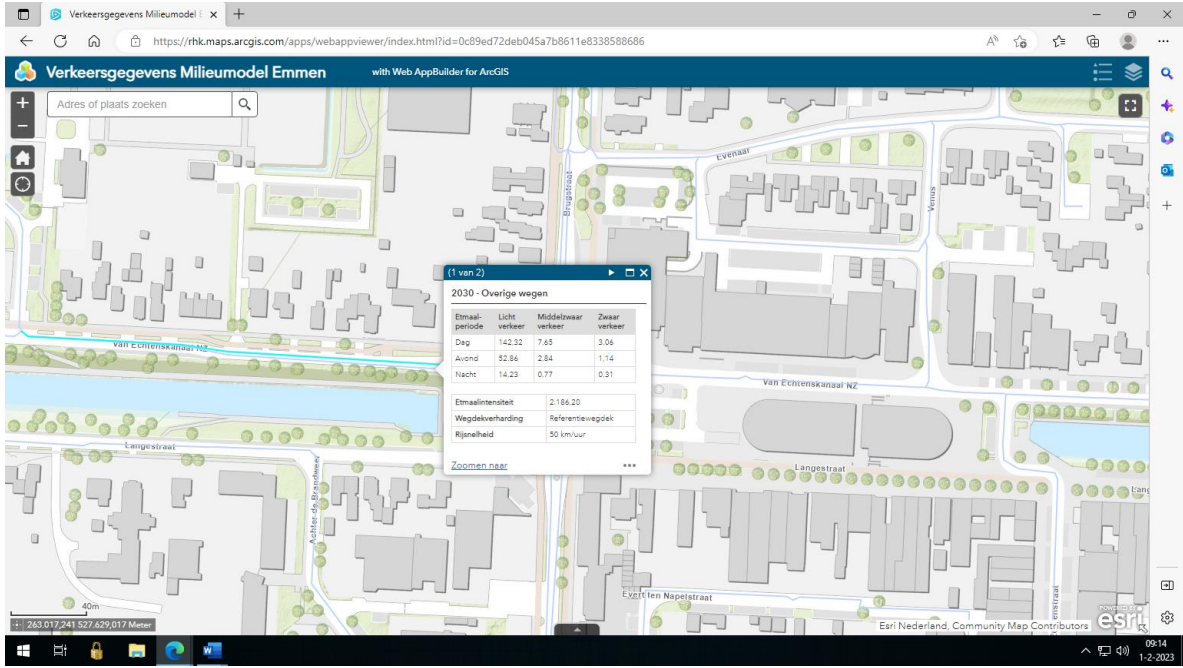 Verkeersgegevens Milieumodel E
https://rhk.maps.arcgis.com/apps/webappviewer/index.html?id=0c89ed72deb045a7b8611e8338588686
Verkeersgegevens Milieumodel Emmen
with Web AppBuilder for ArcGIS
Adres of plaats zoeken
Evenaar
Brugstraat
Venus
(1 van 2)
2030 - Overige wegen
Etmaal-periode Licht verkeer Middelzwaar verkeer Zwaar verkeer
Dag 142,32 7,65 3,06
Avond 52,86 2,84 1,14
Nacht 14,23 0,77 0,31
Etmaalintensiteit 2.186,20
Wegdekverharding Referentiewegdek
Rijsnelheid 50 km/uur
Zoomen naar
Van Echtenskanaal NZ
Van Echtenskanaal NZ
Langestraat
Langestraat
Lang
Achter de Brandweer
Evert ten Napelstraat
40m
263.017,241 527.629,017 Meter
Esri Nederland, Community Map Contributors
POWERED BY
esri
09:14
1-2-2023